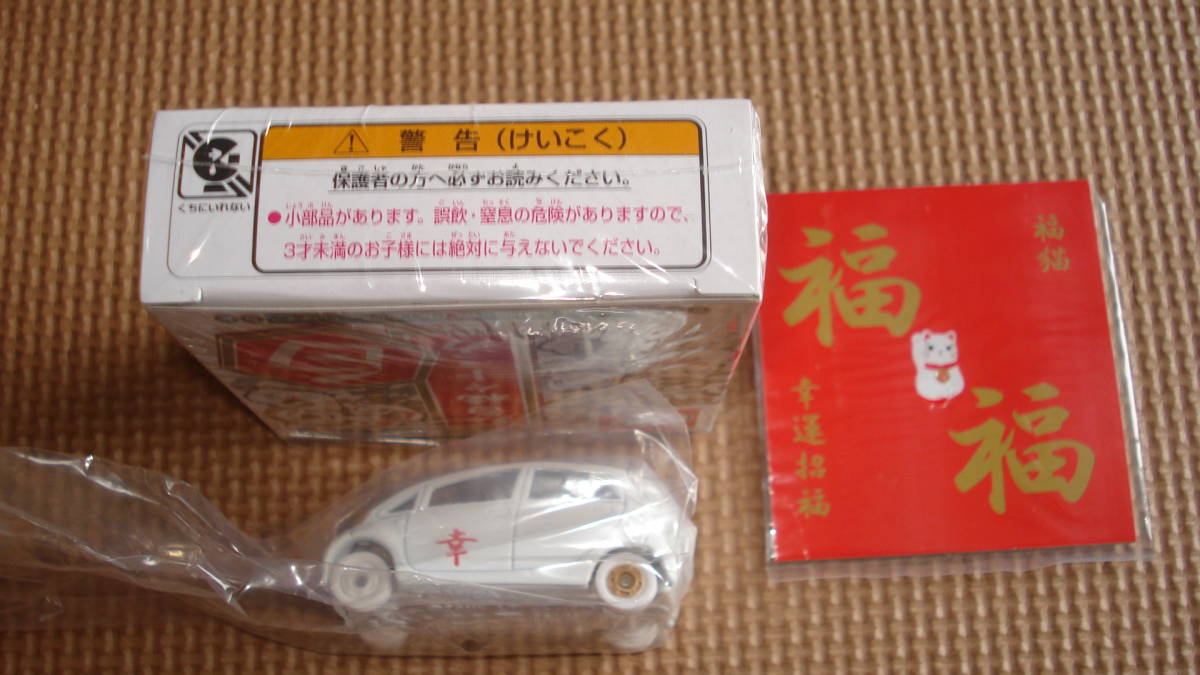 警告（けいこく）
保護者の方へ必ずお読みください。
●小部品があります。誤飲・窒息の危険がありますので、
3才未満のお子様には絶対に与えないでください。
くちにいれない
幸
福猫
福
福
幸運招福